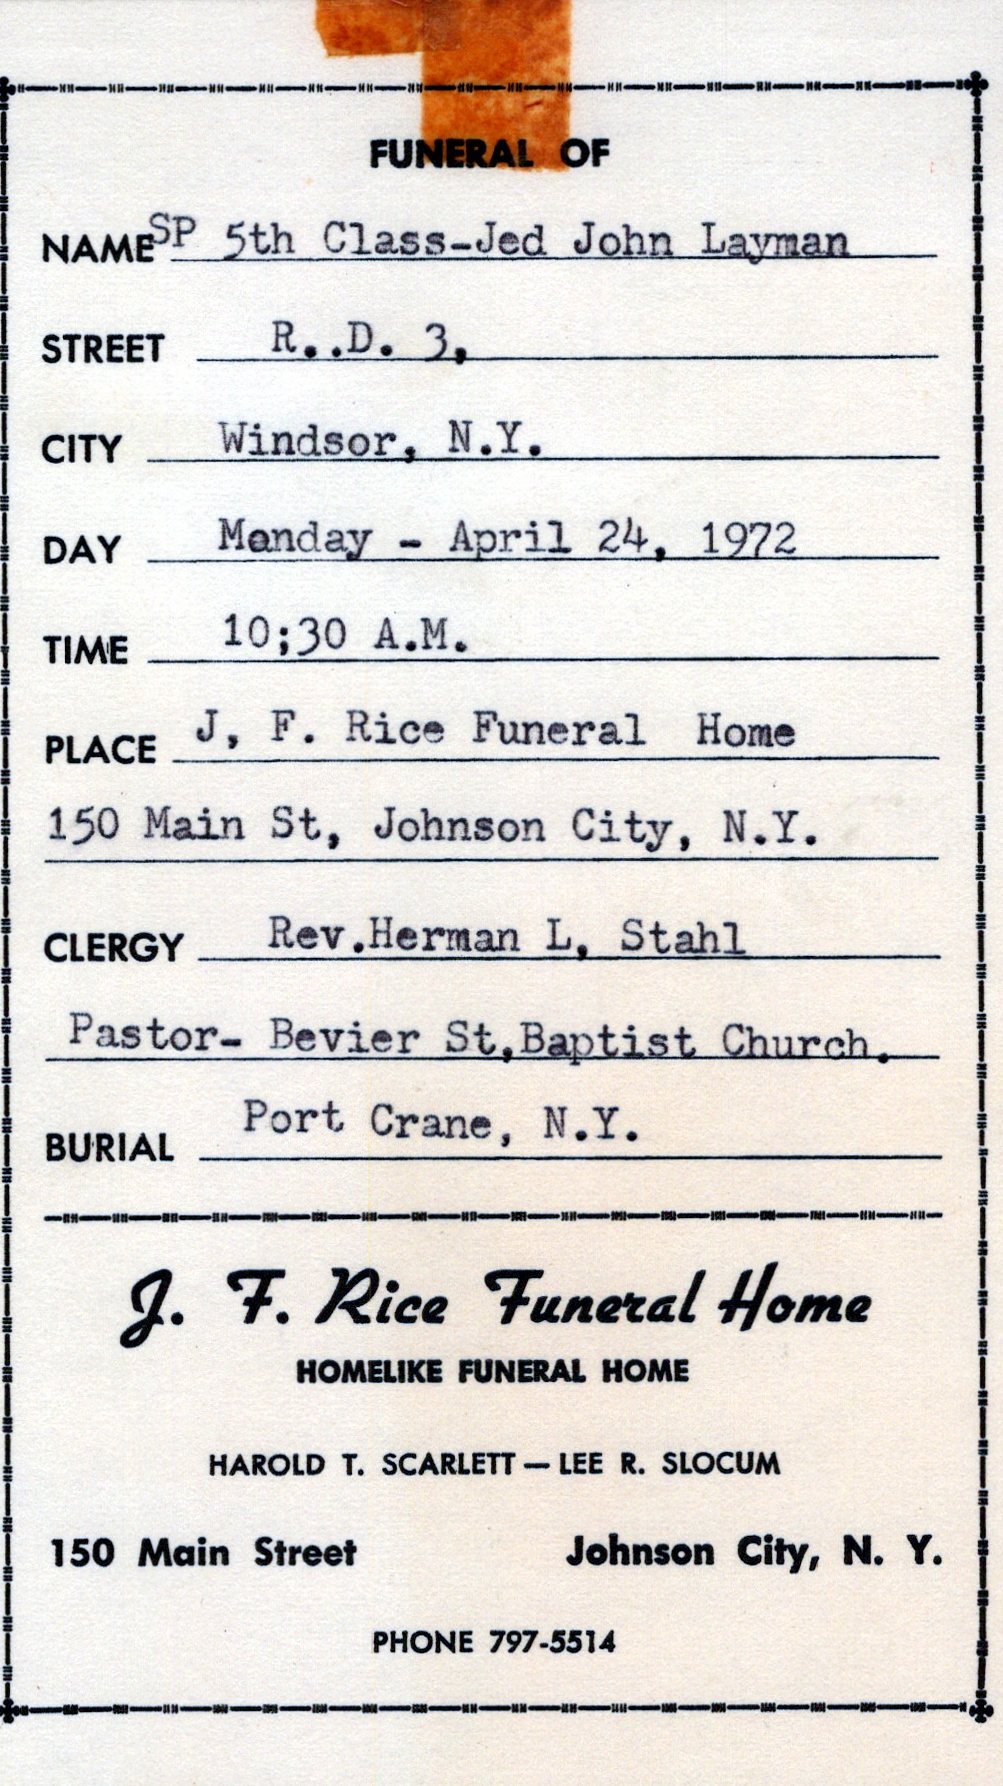 FUNERAL OF
NAME SP 5th Class-Jed John Layman
STREET R..D. 3,
CITY Windsor, N.Y.
DAY Monday - April 24, 1972
TIME 10;30 A.M.
PLACE J, F. Rice Funeral Home
150 Main St, Johnson City, N.Y.
CLERGY Rev.Herman L, Stahl
Pastor- Bevier St,Baptist Church.
BURIAL Port Crane, N.Y.
J. F. Rice Funeral Home
HOMELIKE FUNERAL HOME
HAROLD T. SCARLETT — LEE R. SLOCUM
150 Main Street Johnson City, N. Y.
PHONE 797-5514